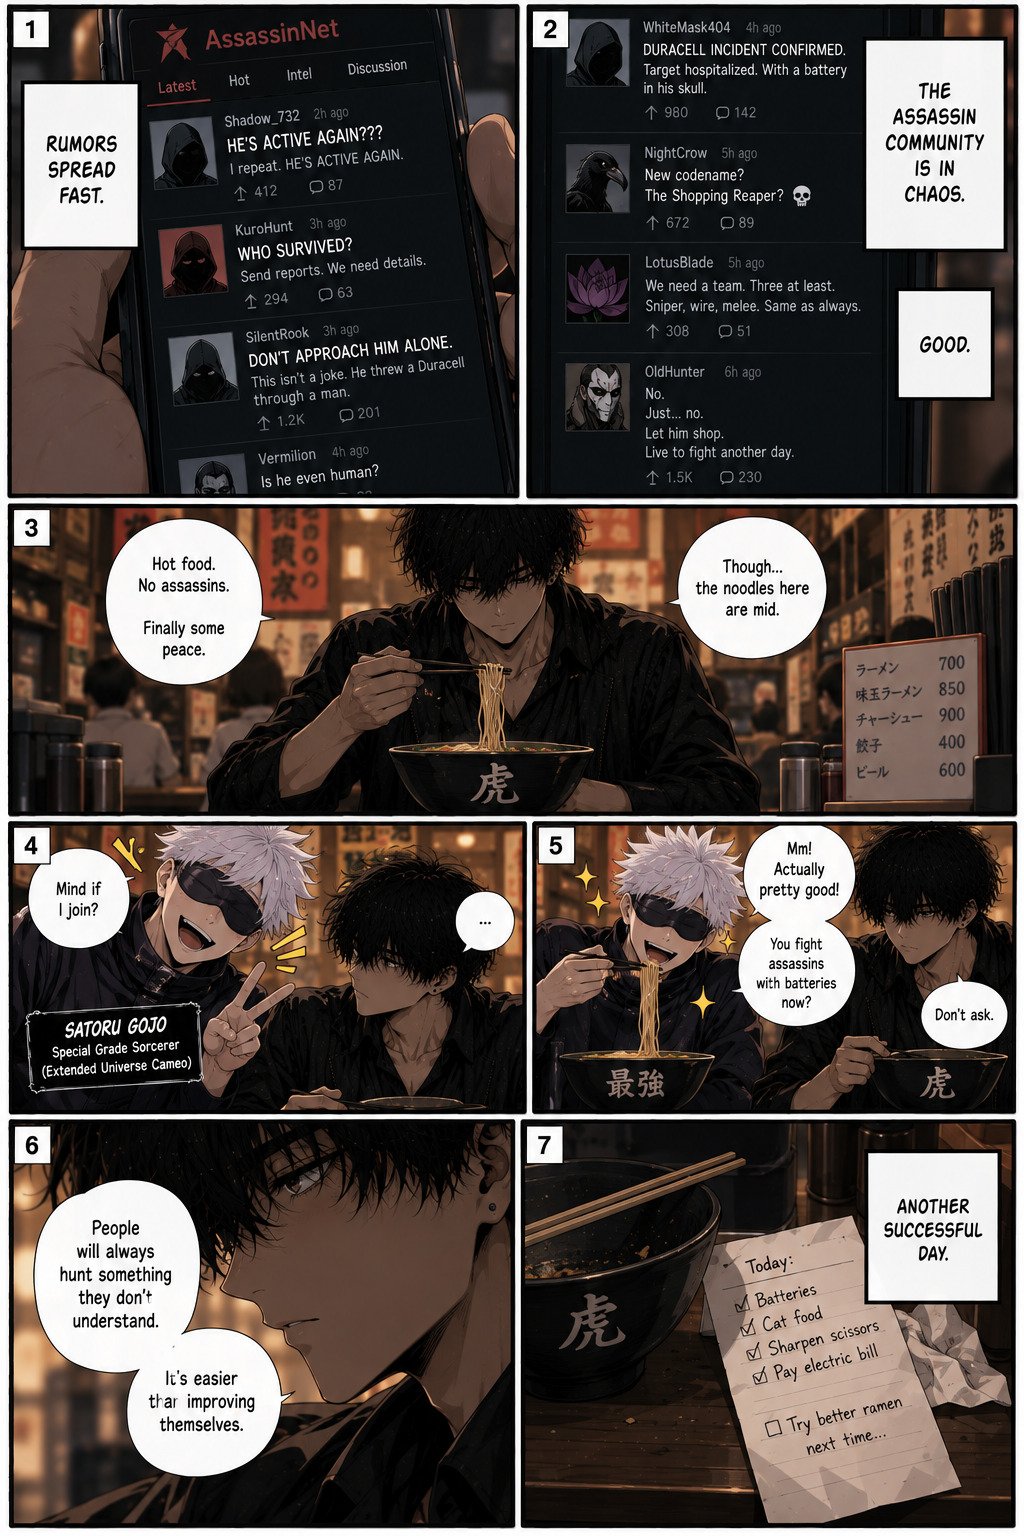 1
AssassinNet
Latest Hot Intel Discussion
RUMORS
SPREAD
FAST.
Shadow_732 2h ago
HE'S ACTIVE AGAIN???
I repeat. HE'S ACTIVE AGAIN.
412 87
KuroHunt 3h ago
WHO SURVIVED?
Send reports. We need details.
294 63
SilentRook 3h ago
DON'T APPROACH HIM ALONE.
This isn't a joke. He threw a Duracell
through a man.
1.2K 201
Vermilion 4h ago
Is he even human?
2
WhiteMask404 4h ago
DURACELL INCIDENT CONFIRMED.
Target hospitalized. With a battery
in his skull.
980 142
NightCrow 5h ago
New codename?
The Shopping Reaper? 💀
672 89
LotusBlade 5h ago
We need a team. Three at least.
Sniper, wire, melee. Same as always.
308 51
OldHunter 6h ago
No.
Just... no.
Let him shop.
Live to fight another day.
1.5K 230
THE
ASSASSIN
COMMUNITY
IS IN
CHAOS.
GOOD.
3
Hot food.
No assassins.
Finally some
peace.
Though...
the noodles here
are mid.
ラーメン 700
味玉ラーメン 850
チャーシュー 900
餃子 400
ビール 600
虎
4
Mind if
I join?
...
SATORU GOJO
Special Grade Sorcerer
(Extended Universe Cameo)
5
Mm!
Actually
pretty good!
You fight
assassins
with batteries
now?
Don't ask.
最強
虎
6
People
will always
hunt something
they don't
understand.
It's easier
than improving
themselves.
7
ANOTHER
SUCCESSFUL
DAY.
虎
Today:
☑ Batteries
☑ Cat food
☑ Sharpen scissors
☑ Pay electric bill
☐ Try better ramen
next time...